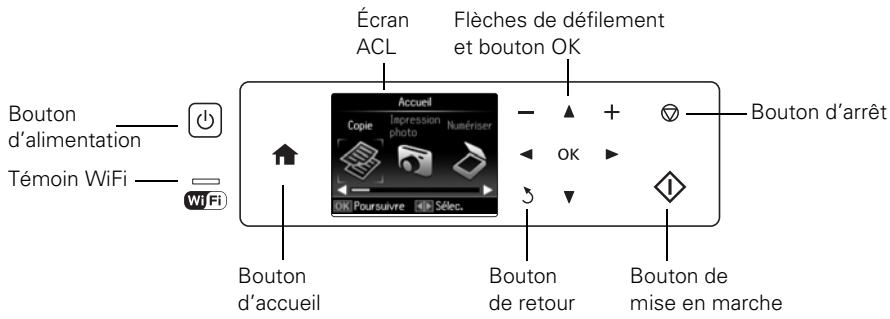 Écran
ACL
Flèches de défilement
et bouton OK
Bouton
d'alimentation
Témoin WiFi
WiFi
Accueil
Copie
Impression
photo
Numériser
OK Poursuivre
Sélec.
− +
OK
Bouton d'arrêt
Bouton
d'accueil
Bouton
de retour
Bouton de
mise en marche